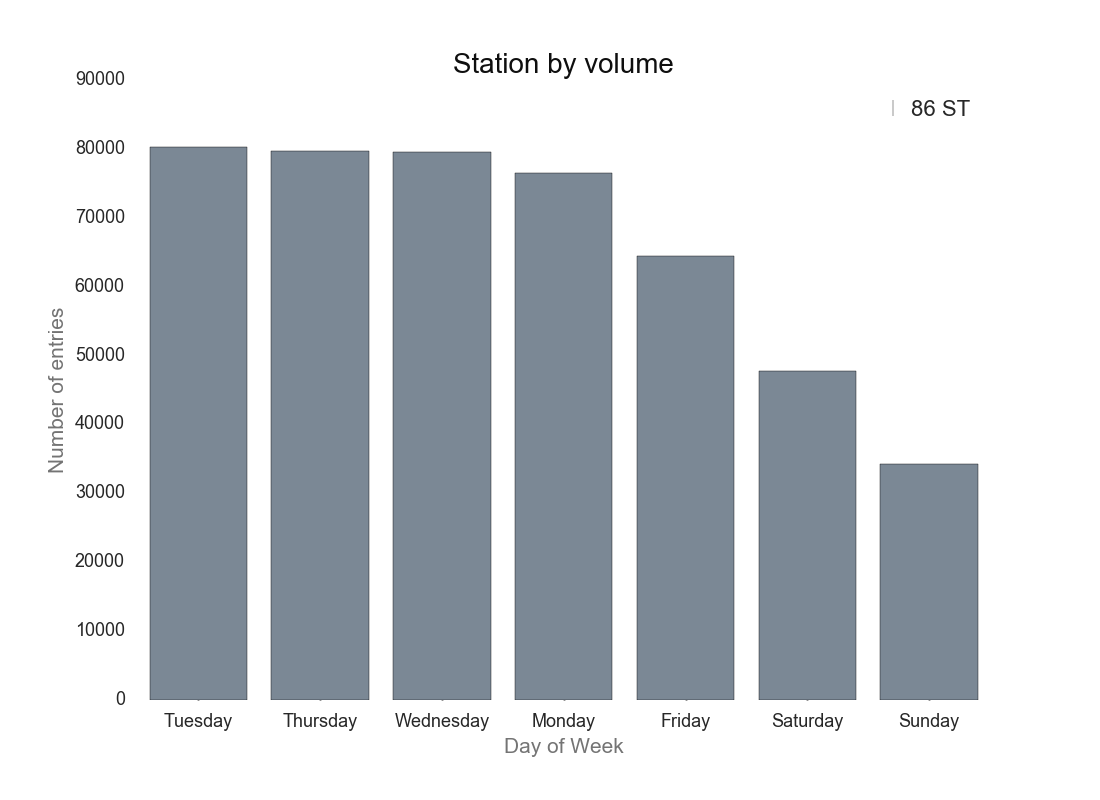 Station by volume
86 ST
90000
80000
70000
60000
50000
40000
30000
20000
10000
0
Number of entries
Tuesday Thursday Wednesday Monday Friday Saturday Sunday
Day of Week